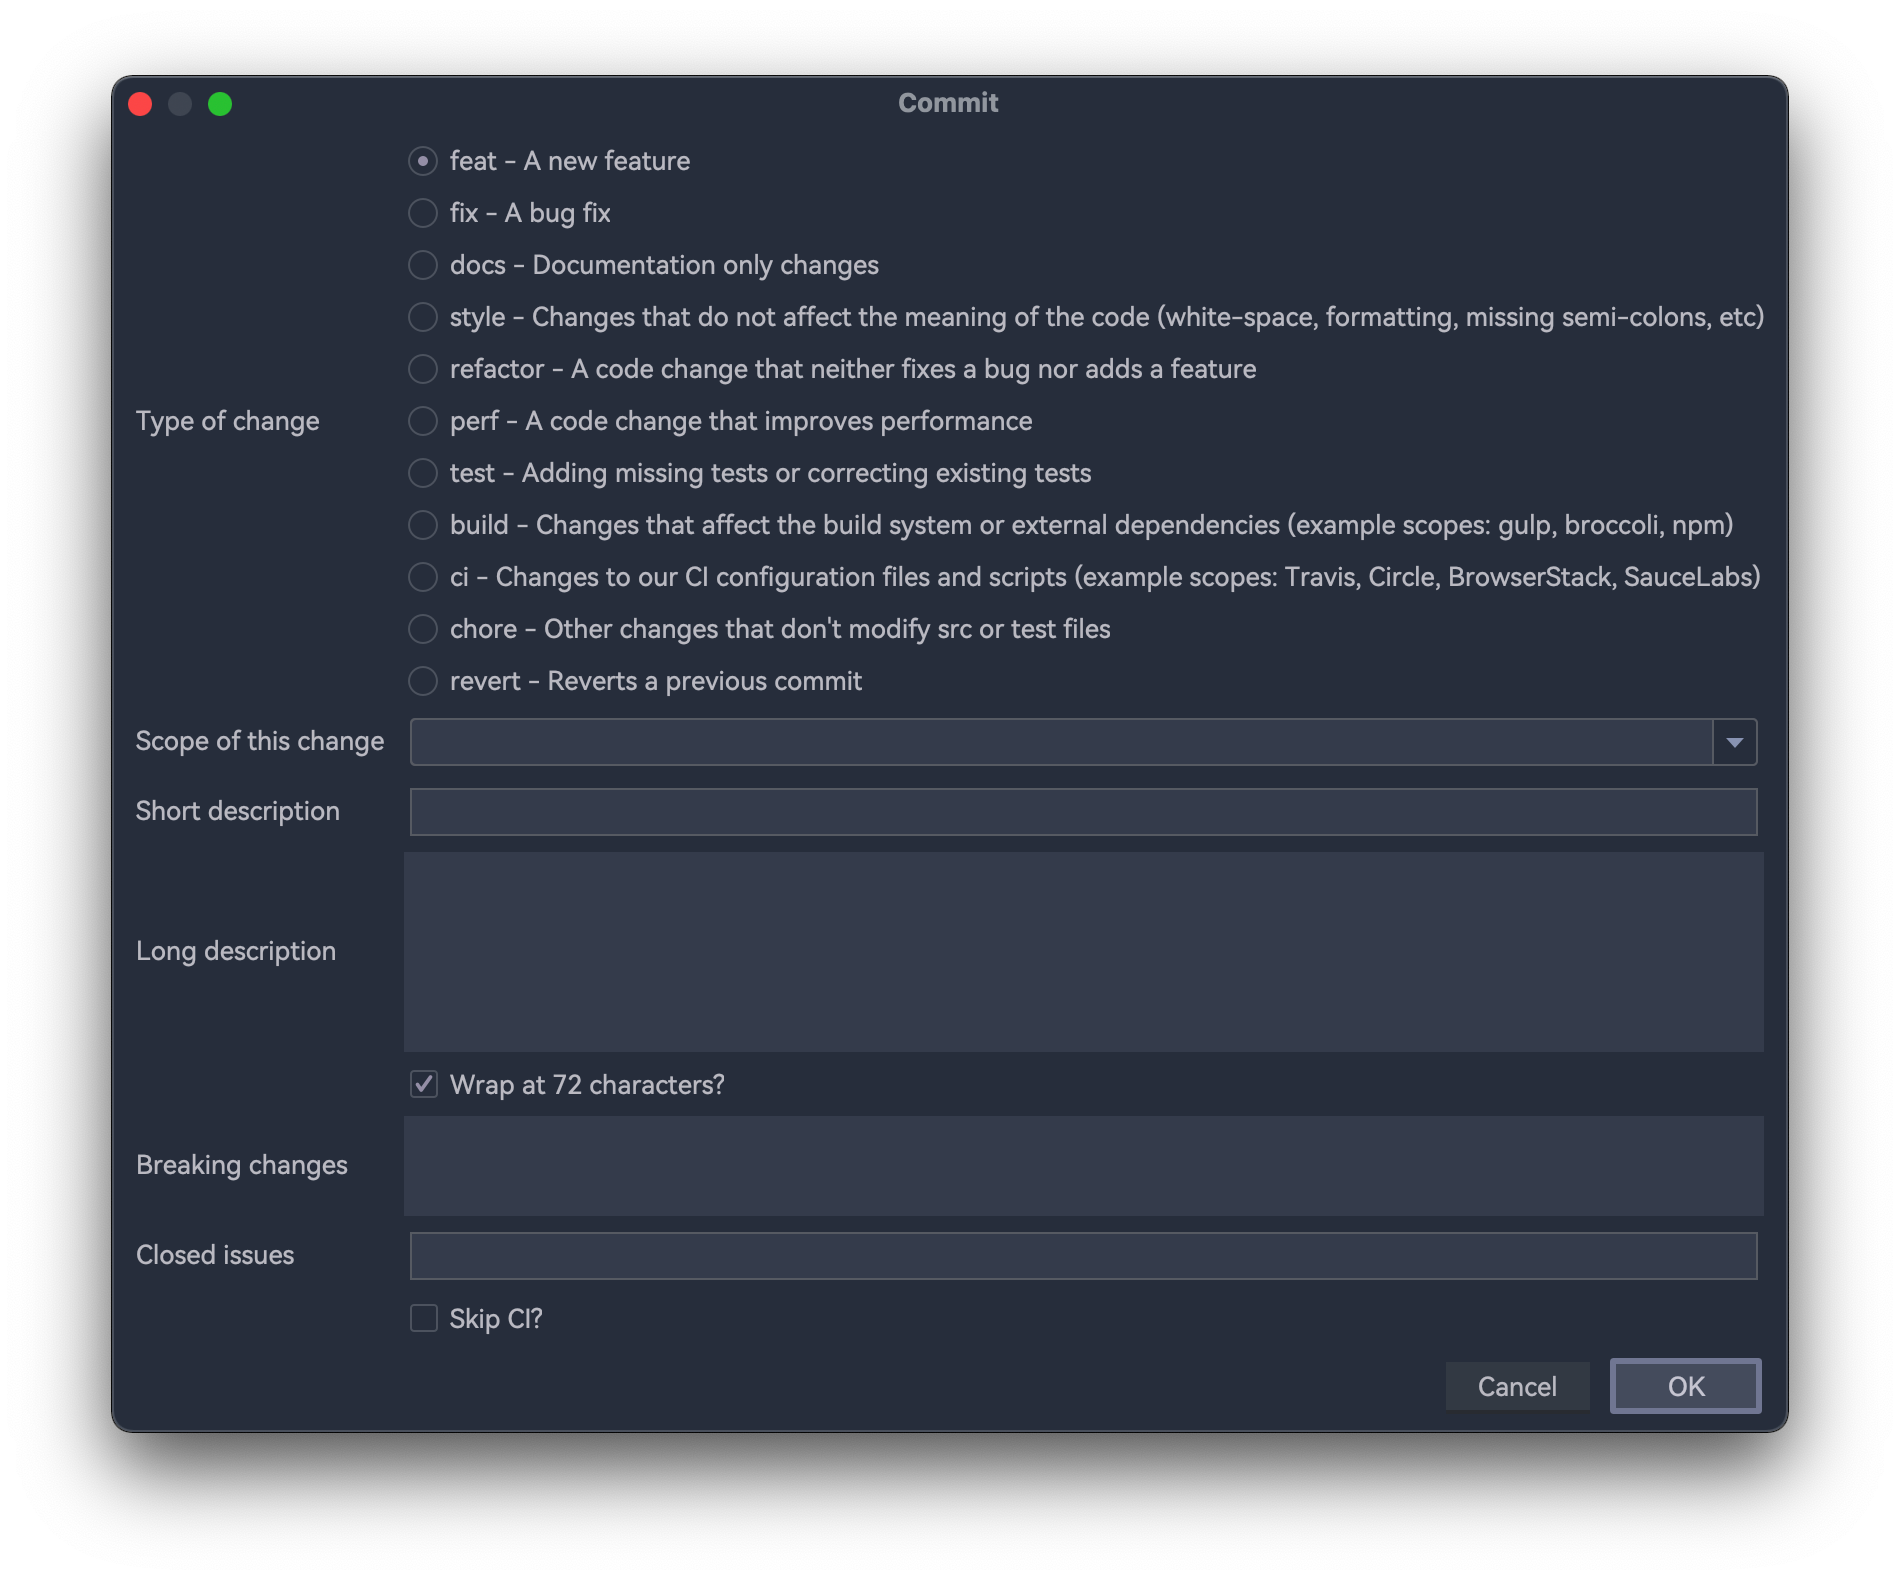 Commit
feat - A new feature
fix - A bug fix
docs - Documentation only changes
style - Changes that do not affect the meaning of the code (white-space, formatting, missing semi-colons, etc)
refactor - A code change that neither fixes a bug nor adds a feature
Type of change
perf - A code change that improves performance
test - Adding missing tests or correcting existing tests
build - Changes that affect the build system or external dependencies (example scopes: gulp, broccoli, npm)
ci - Changes to our CI configuration files and scripts (example scopes: Travis, Circle, BrowserStack, SauceLabs)
chore - Other changes that don't modify src or test files
revert - Reverts a previous commit
Scope of this change
Short description
Long description
Wrap at 72 characters?
Breaking changes
Closed issues
Skip CI?
Cancel
OK